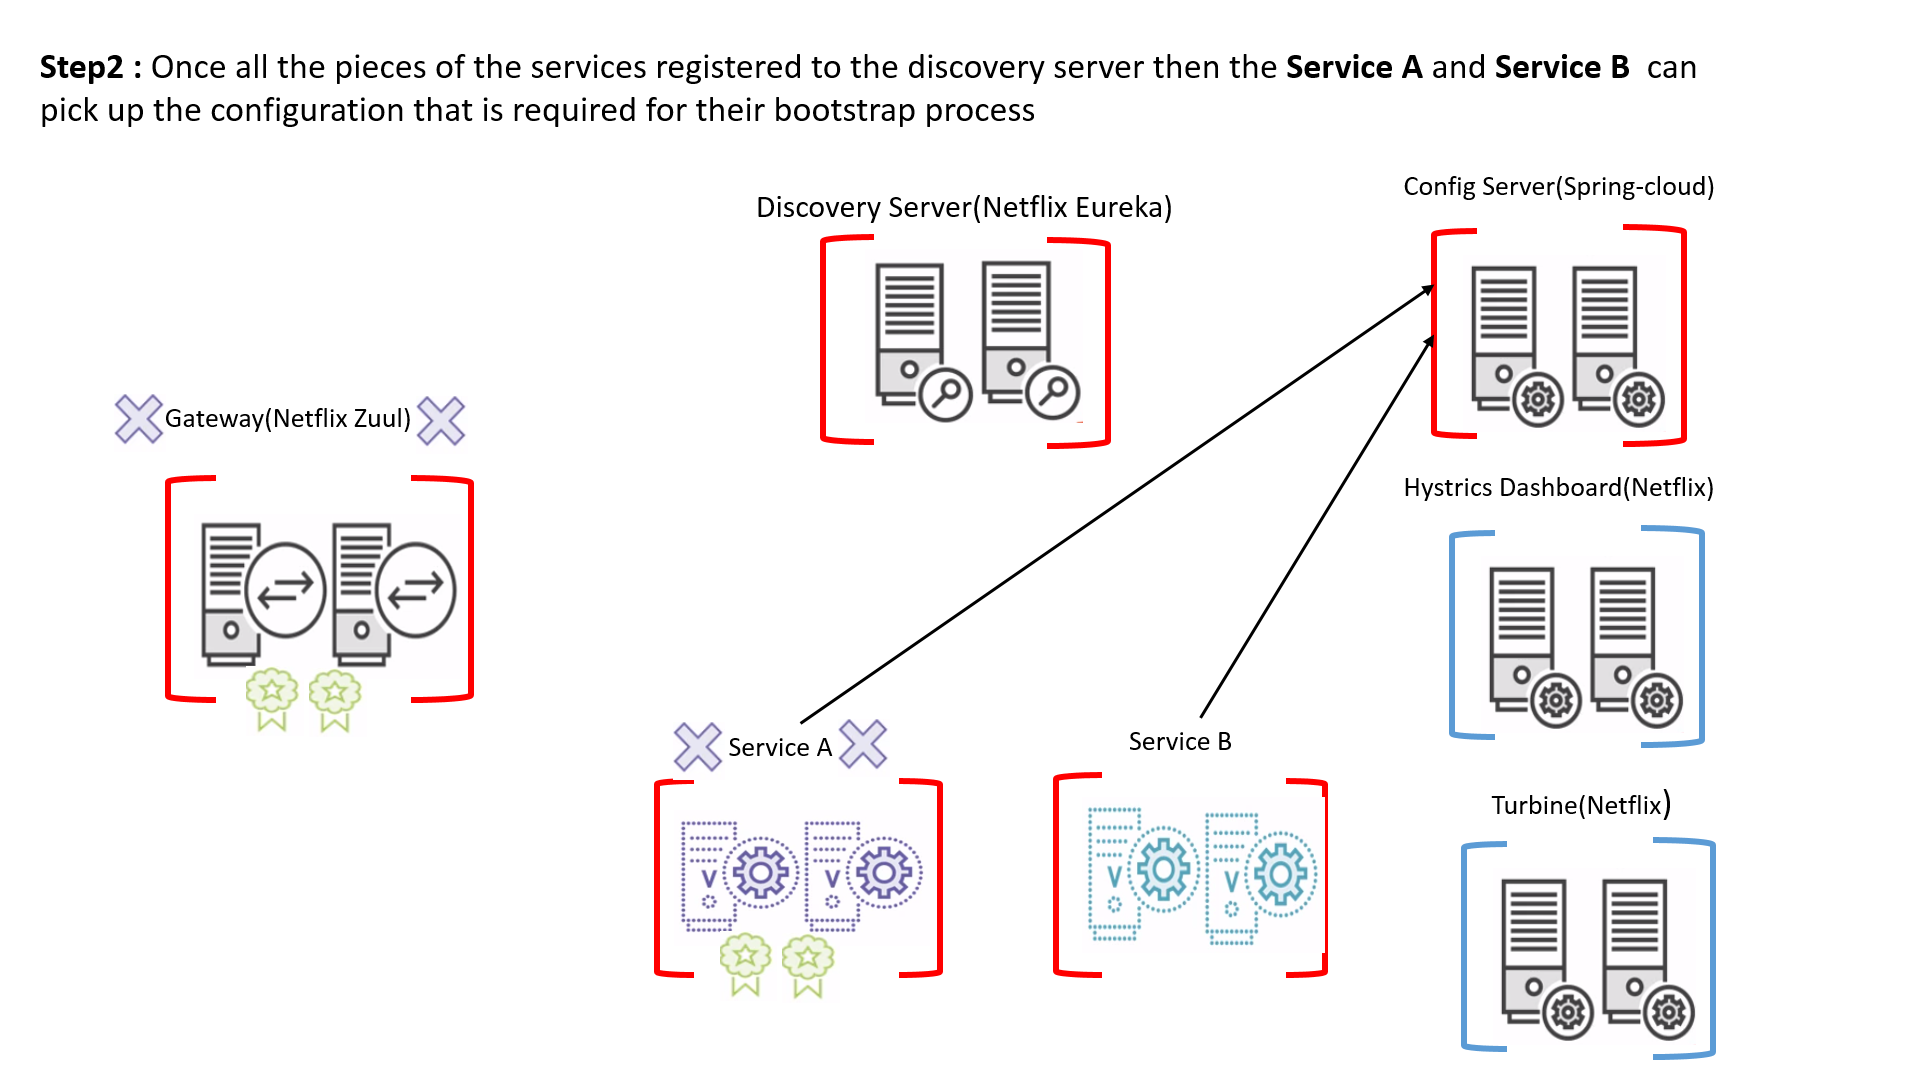 Step2 : Once all the pieces of the services registered to the discovery server then the Service A and Service B can
pick up the configuration that is required for their bootstrap process
Config Server(Spring-cloud)
Discovery Server(Netflix Eureka)
Gateway(Netflix Zuul)
Hystrics Dashboard(Netflix)
Service A
Service B
Turbine(Netflix)